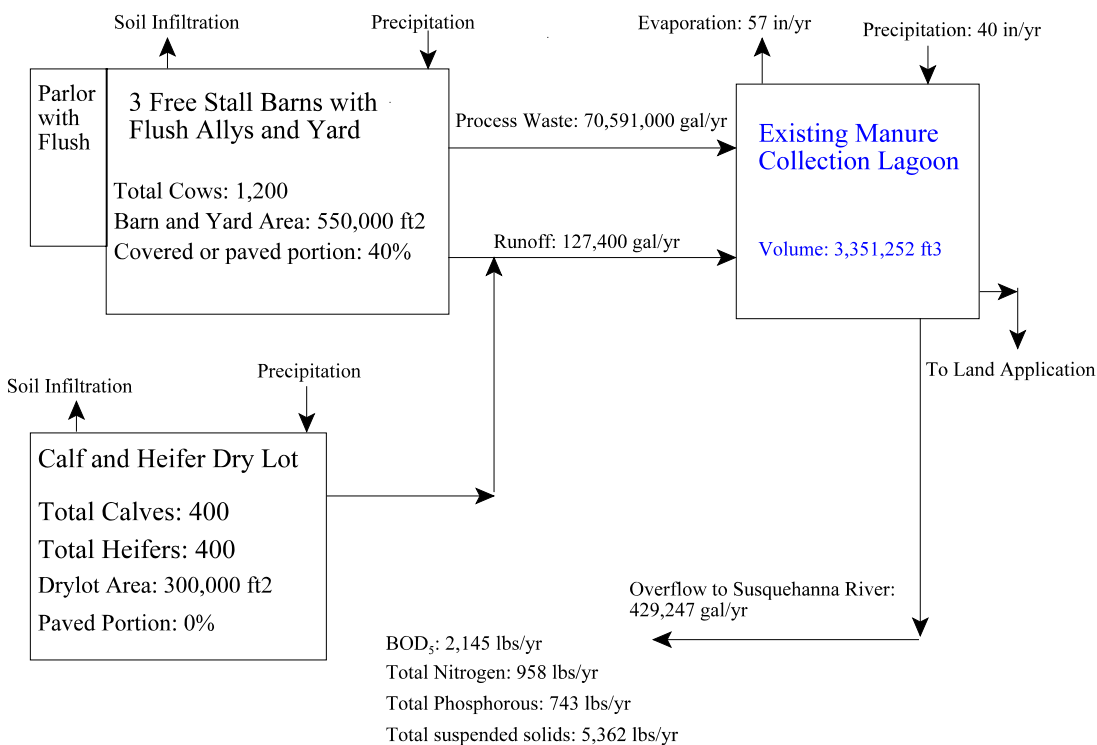 Soil Infiltration
Precipitation
Evaporation: 57 in/yr
Precipitation: 40 in/yr
Parlor
with
Flush
3 Free Stall Barns with
Flush Allys and Yard
Total Cows: 1,200
Barn and Yard Area: 550,000 ft2
Covered or paved portion: 40%
Process Waste: 70,591,000 gal/yr
Runoff: 127,400 gal/yr
Existing Manure
Collection Lagoon
Volume: 3,351,252 ft3
To Land Application
Soil Infiltration
Precipitation
Calf and Heifer Dry Lot
Total Calves: 400
Total Heifers: 400
Drylot Area: 300,000 ft2
Paved Portion: 0%
Overflow to Susquehanna River:
429,247 gal/yr
BOD₅: 2,145 lbs/yr
Total Nitrogen: 958 lbs/yr
Total Phosphorous: 743 lbs/yr
Total suspended solids: 5,362 lbs/yr